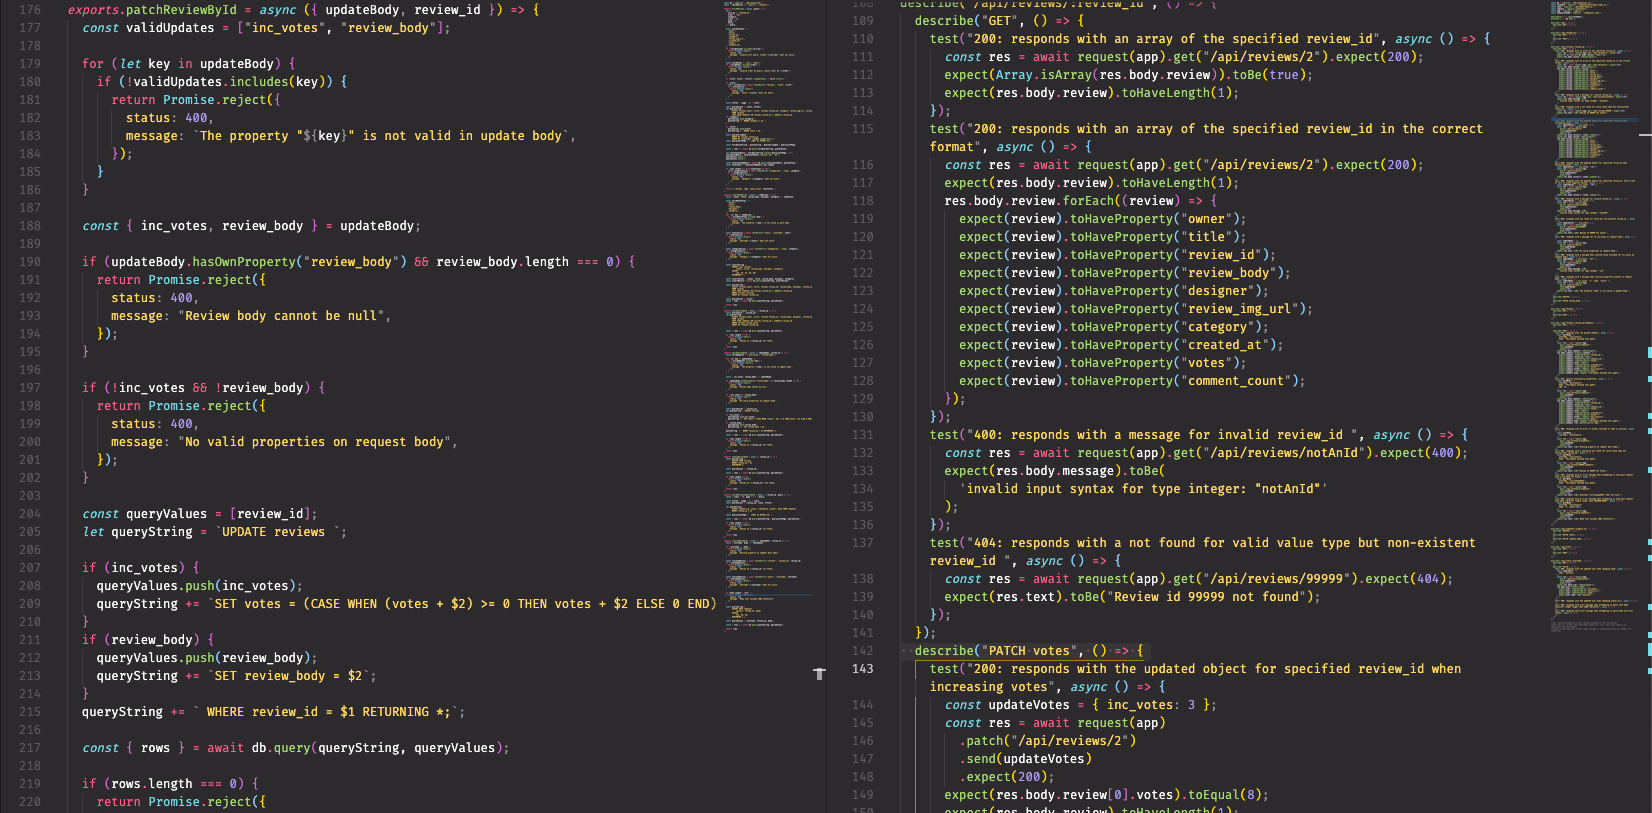 176 exports.patchReviewById = async ({ updateBody, review_id }) => {
177 const validUpdates = ["inc_votes", "review_body"];
178
179 for (let key in updateBody) {
180 if (!validUpdates.includes(key)) {
181 return Promise.reject({
182 status: 400,
183 message: `The property "${key}" is not valid in update body`,
184 });
185 }
186 }
187
188 const { inc_votes, review_body } = updateBody;
189
190 if (updateBody.hasOwnProperty("review_body") && review_body.length === 0) {
191 return Promise.reject({
192 status: 400,
193 message: "Review body cannot be null",
194 });
195 }
196
197 if (!inc_votes && !review_body) {
198 return Promise.reject({
199 status: 400,
200 message: "No valid properties on request body",
201 });
202 }
203
204 const queryValues = [review_id];
205 let queryString = `UPDATE reviews `;
206
207 if (inc_votes) {
208 queryValues.push(inc_votes);
209 queryString += `SET votes = (CASE WHEN (votes + $2) >= 0 THEN votes + $2 ELSE 0 END)
210 }
211 if (review_body) {
212 queryValues.push(review_body);
213 queryString += `SET review_body = $2`;
214 }
215 queryString += ` WHERE review_id = $1 RETURNING *;`;
216
217 const { rows } = await db.query(queryString, queryValues);
218
219 if (rows.length === 0) {
220 return Promise.reject({
108 describe("/api/reviews/:review_id", () => {
109 describe("GET", () => {
110 test("200: responds with an array of the specified review_id", async () => {
111 const res = await request(app).get("/api/reviews/2").expect(200);
112 expect(Array.isArray(res.body.review)).toBe(true);
113 expect(res.body.review).toHaveLength(1);
114 });
115 test("200: responds with an array of the specified review_id in the correct
format", async () => {
116 const res = await request(app).get("/api/reviews/2").expect(200);
117 expect(res.body.review).toHaveLength(1);
118 res.body.review.forEach((review) => {
119 expect(review).toHaveProperty("owner");
120 expect(review).toHaveProperty("title");
121 expect(review).toHaveProperty("review_id");
122 expect(review).toHaveProperty("review_body");
123 expect(review).toHaveProperty("designer");
124 expect(review).toHaveProperty("review_img_url");
125 expect(review).toHaveProperty("category");
126 expect(review).toHaveProperty("created_at");
127 expect(review).toHaveProperty("votes");
128 expect(review).toHaveProperty("comment_count");
129 });
130 });
131 test("400: responds with a message for invalid review_id ", async () => {
132 const res = await request(app).get("/api/reviews/notAnId").expect(400);
133 expect(res.body.message).toBe(
134 'invalid input syntax for type integer: "notAnId"'
135 );
136 });
137 test("404: responds with a not found for valid value type but non-existent
review_id ", async () => {
138 const res = await request(app).get("/api/reviews/99999").expect(404);
139 expect(res.text).toBe("Review id 99999 not found");
140 });
141 });
142 describe("PATCH votes", () => {
143 test("200: responds with the updated object for specified review_id when
increasing votes", async () => {
144 const updateVotes = { inc_votes: 3 };
145 const res = await request(app)
146 .patch("/api/reviews/2")
147 .send(updateVotes)
148 .expect(200);
149 expect(res.body.review[0].votes).toEqual(8);
150 expect(res.body.review).toHaveLength(1);